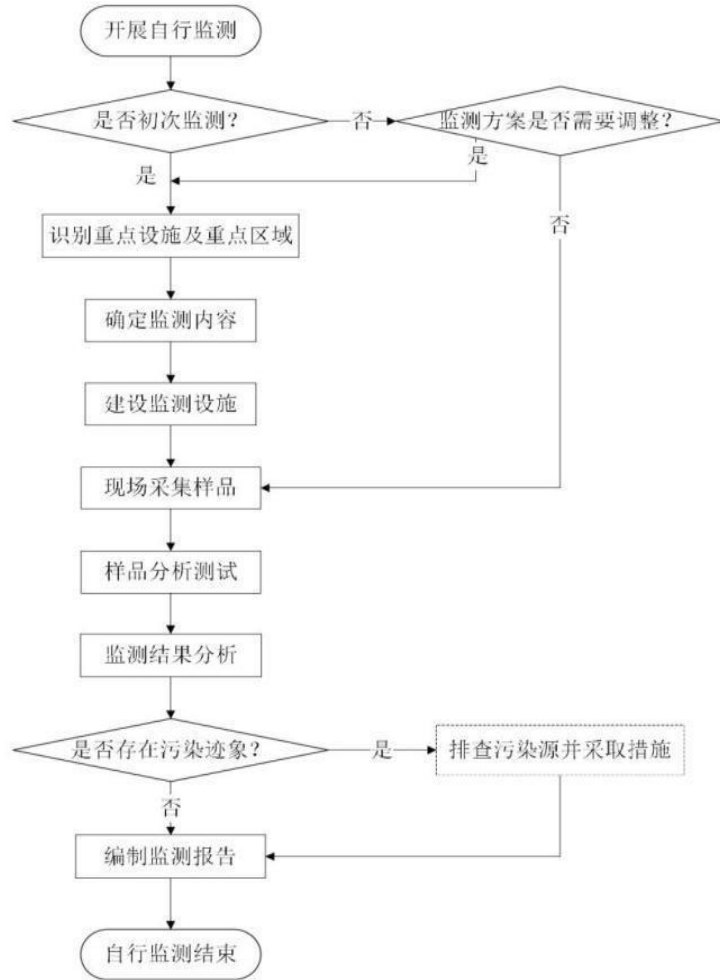 开展自行监测
是否初次监测?
否
监测方案是否需要调整?
是
是
否
识别重点设施及重点区域
确定监测内容
建设监测设施
现场采集样品
样品分析测试
监测结果分析
是否存在污染迹象?
是
排查污染源并采取措施
否
编制监测报告
自行监测结束